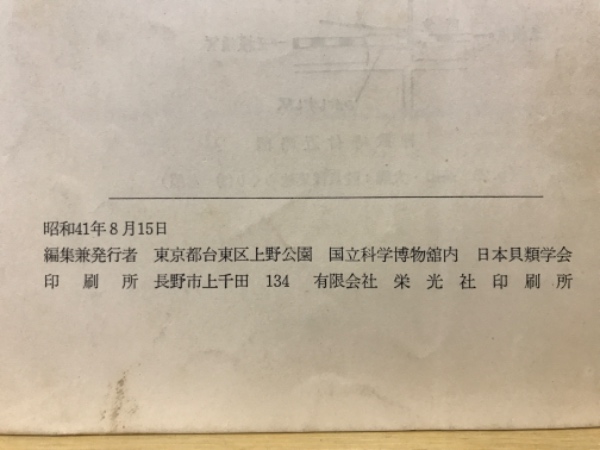 昭和41年8月15日
編集兼発行者 東京都台東区上野公園 国立科学博物館内 日本貝類学会
印刷所 長野市上千田 134 有限会社 栄光社印刷所